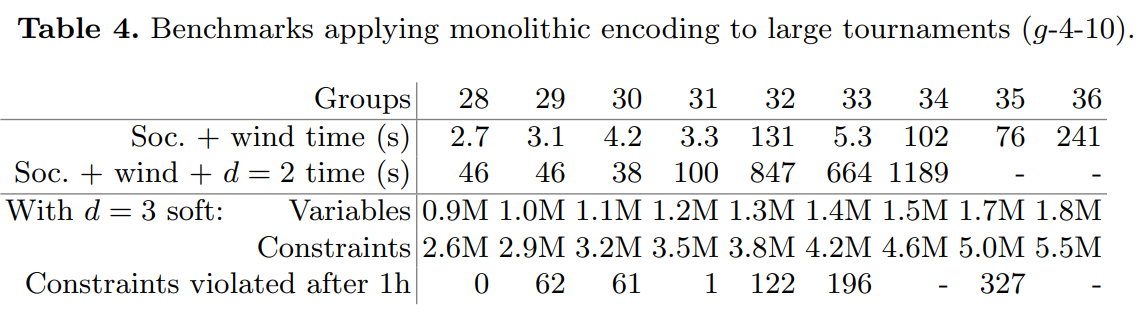 Table 4. Benchmarks applying monolithic encoding to large tournaments (g-4-10).
Groups 28 29 30 31 32 33 34 35 36
Soc. + wind time (s) 2.7 3.1 4.2 3.3 131 5.3 102 76 241
Soc. + wind + d = 2 time (s) 46 46 38 100 847 664 1189 - -
With d = 3 soft: Variables 0.9M 1.0M 1.1M 1.2M 1.3M 1.4M 1.5M 1.7M 1.8M
Constraints 2.6M 2.9M 3.2M 3.5M 3.8M 4.2M 4.6M 5.0M 5.5M
Constraints violated after 1h 0 62 61 1 122 196 - 327 -